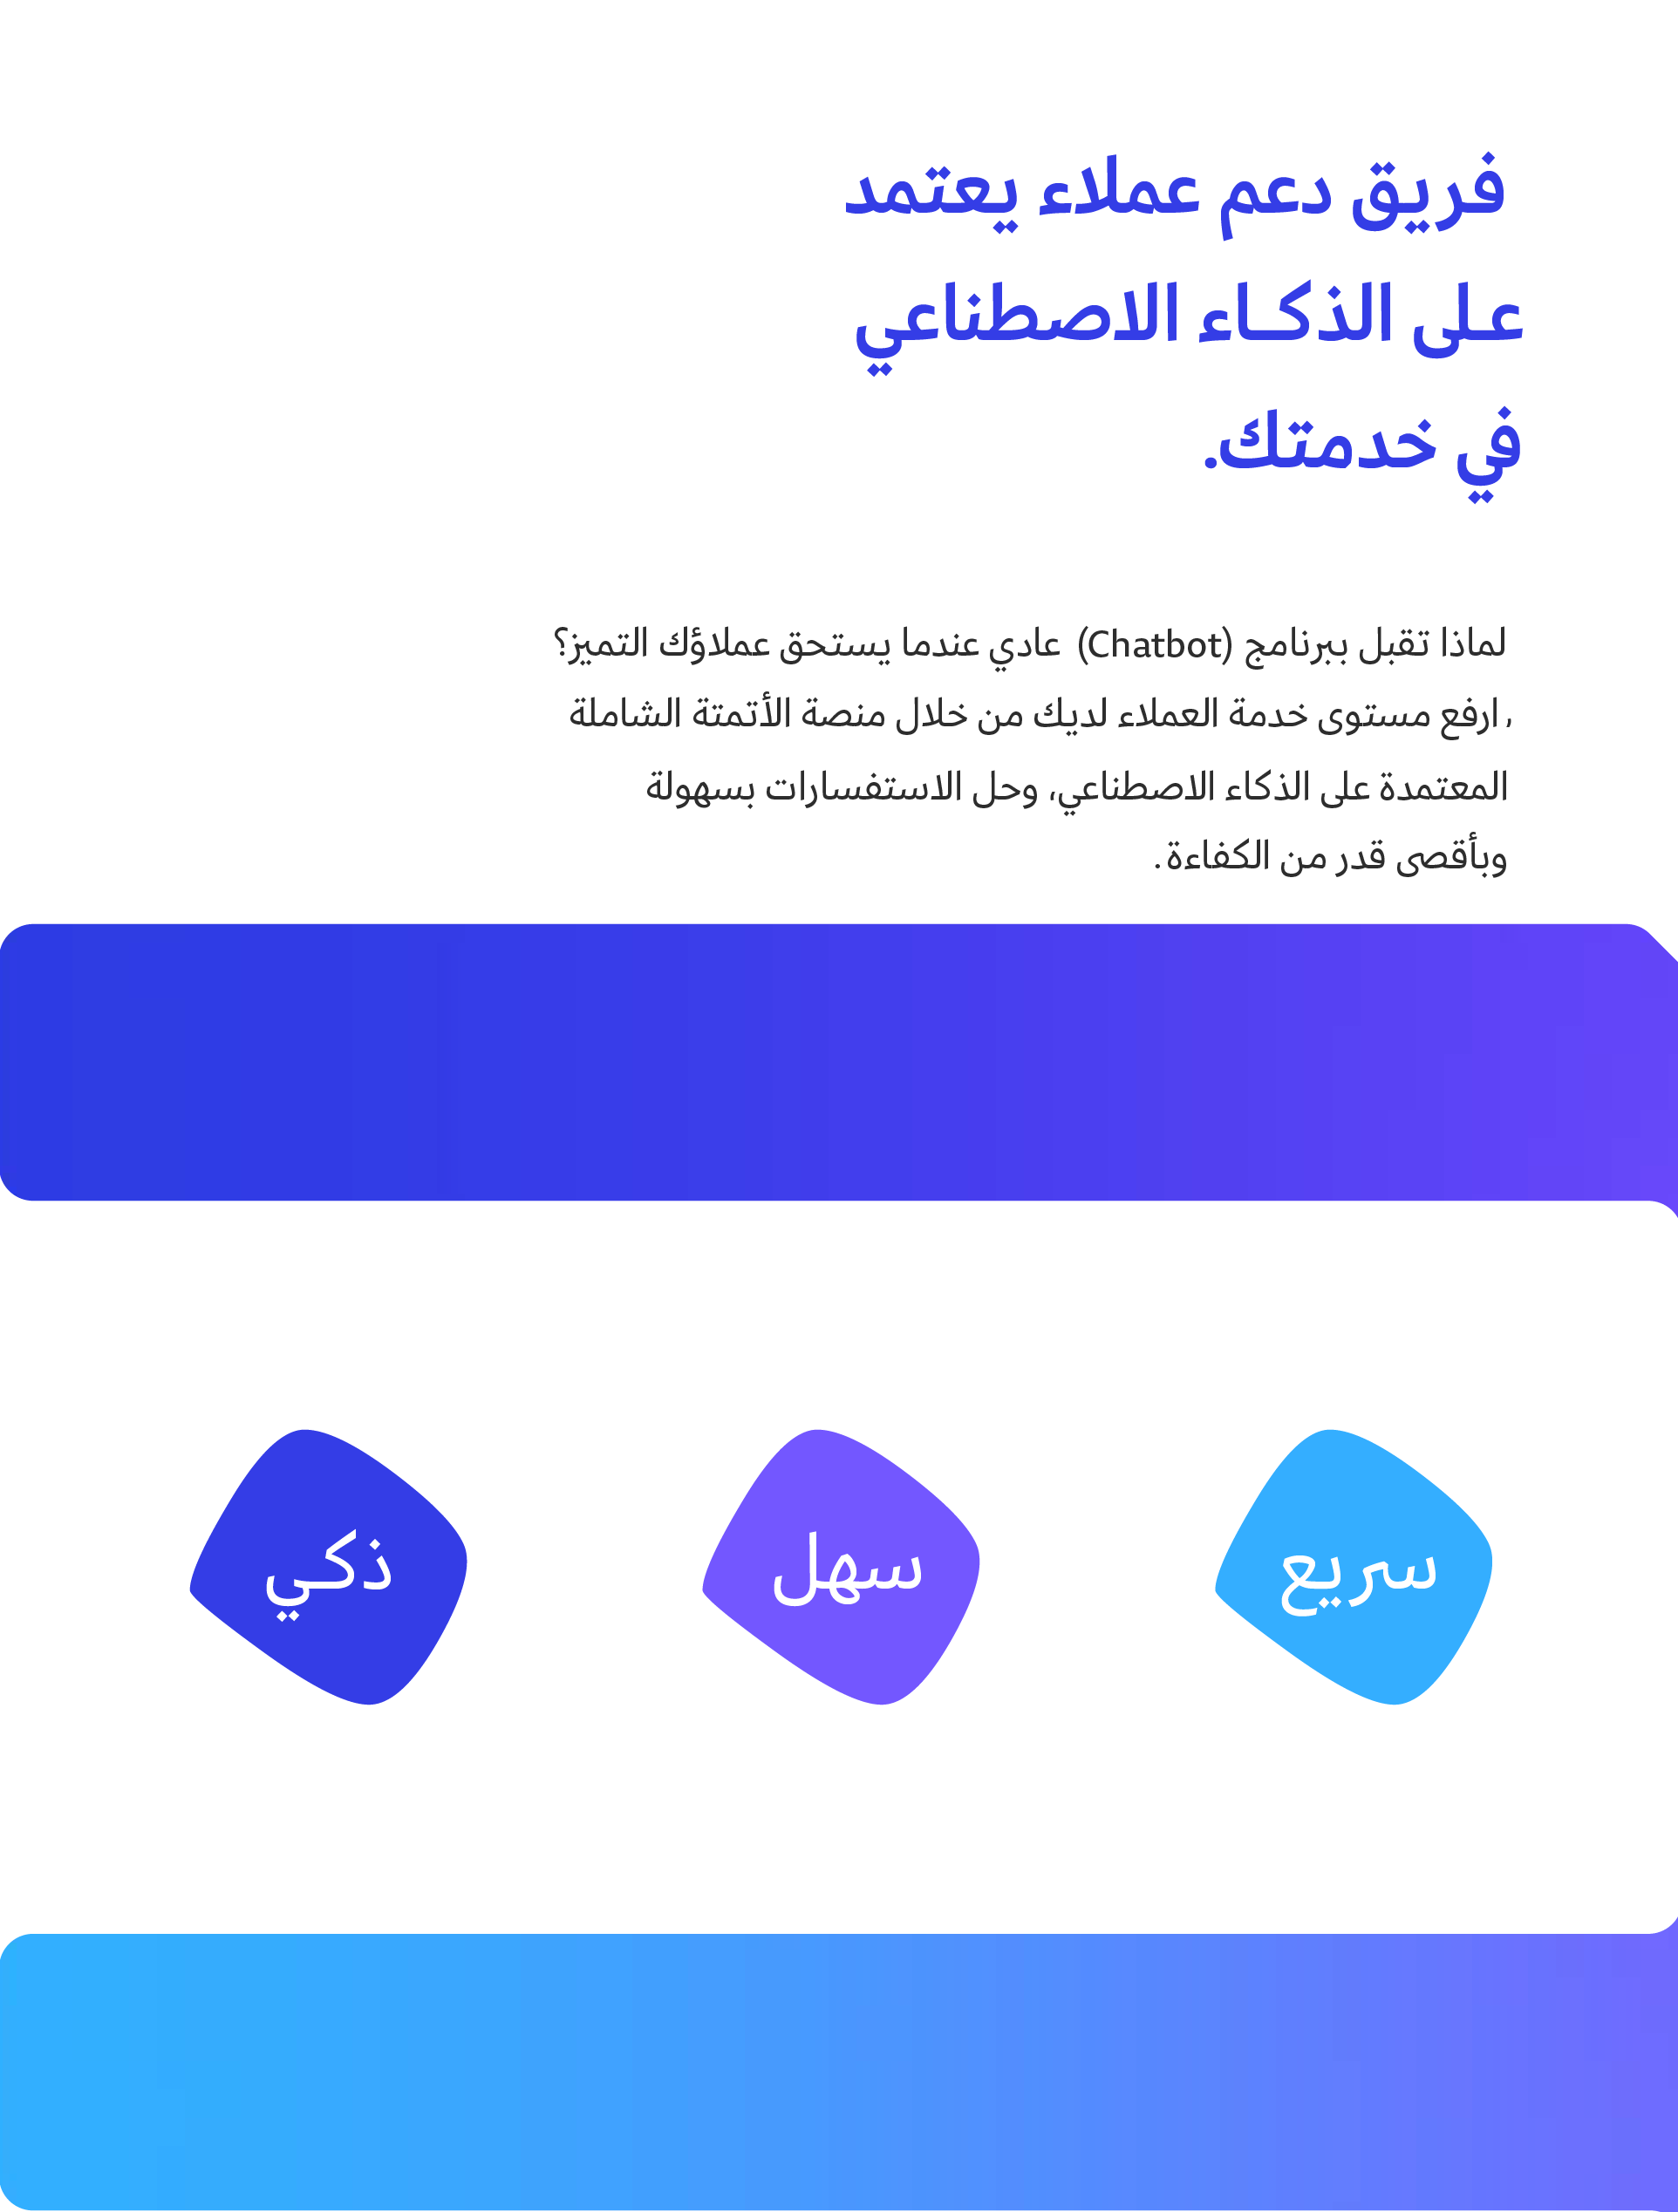 فريق دعم عملاء يعتمد
على الذكاء الاصطناعي
في خدمتك.
لماذا تقبل ببرنامج (Chatbot) عادي عندما يستحق عملاؤك التميز؟
, ارفع مستوى خدمة العملاء لديك من خلال منصة الأتمتة الشاملة
المعتمدة على الذكاء الاصطناعي، وحل الاستفسارات بسهولة
وبأقصى قدر من الكفاءة.
سريع
سهل
ذكي